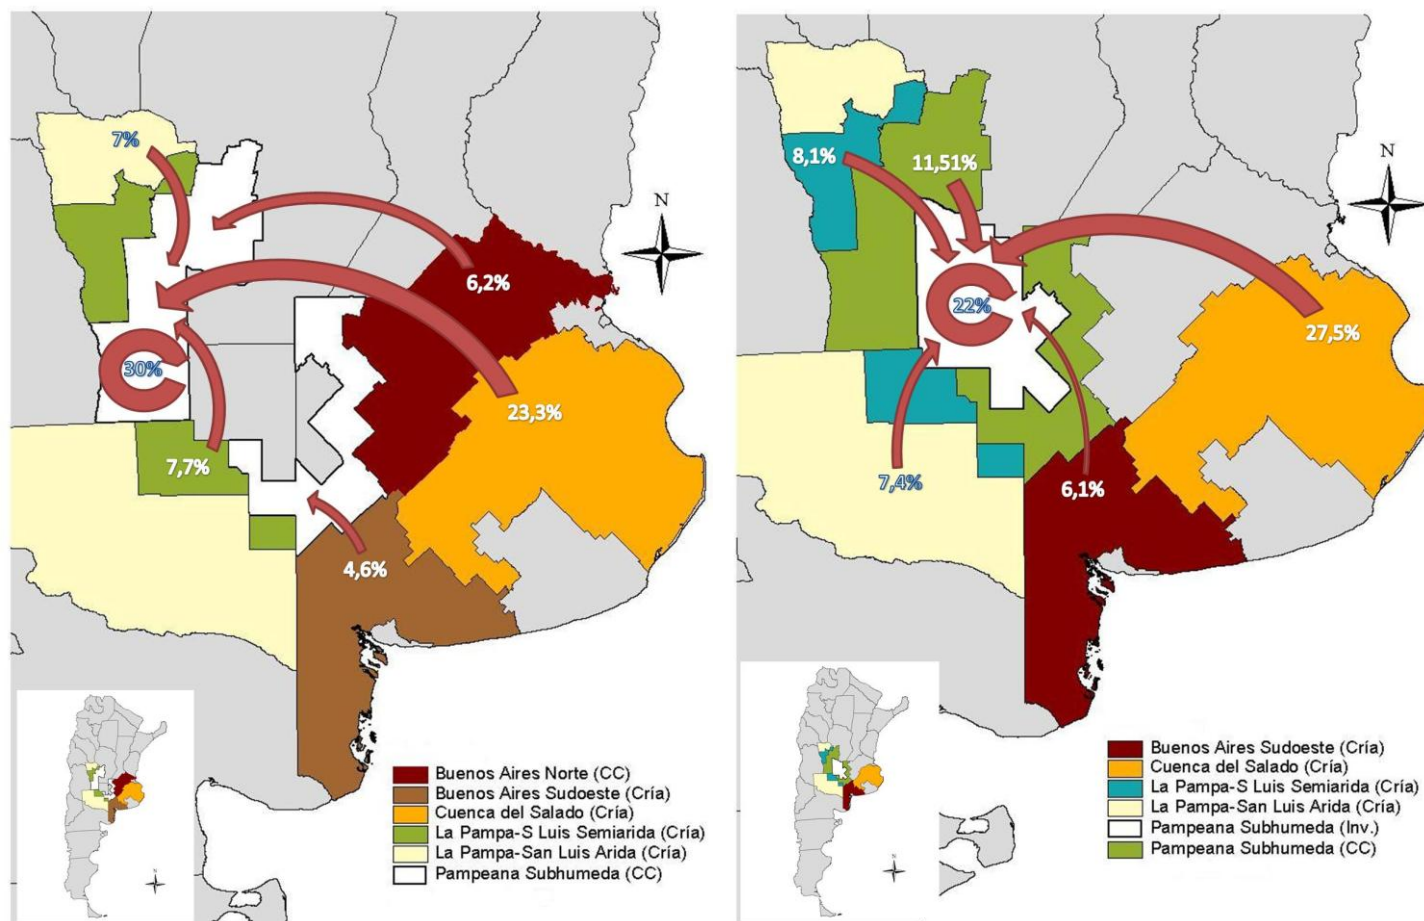 7%
6,2%
30%
23,3%
7,7%
4,6%
N
Buenos Aires Norte (CC)
Buenos Aires Sudoeste (Cría)
Cuenca del Salado (Cría)
La Pampa-S Luis Semiarida (Cría)
La Pampa-San Luis Arida (Cría)
Pampeana Subhumeda (CC)
8,1%
11,51%
22%
27,5%
7,4%
6,1%
N
Buenos Aires Sudoeste (Cría)
Cuenca del Salado (Cría)
La Pampa-S Luis Semiarida (Cría)
La Pampa-San Luis Arida (Cría)
Pampeana Subhumeda (Inv.)
Pampeana Subhumeda (CC)